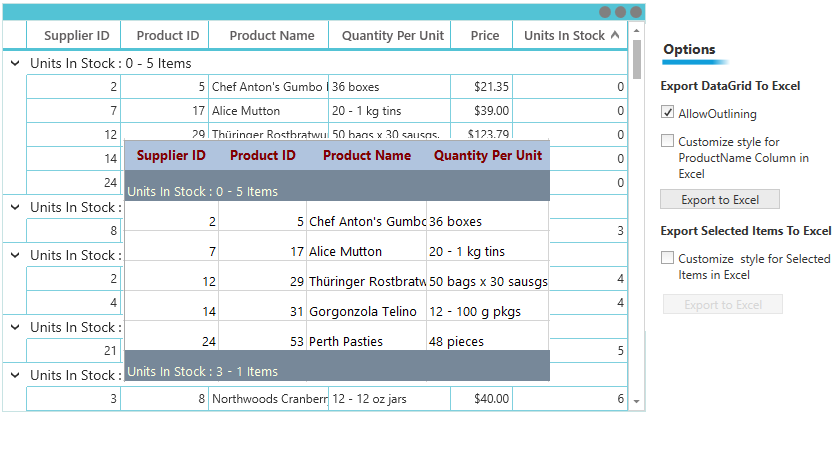 Supplier ID Product ID Product Name Quantity Per Unit Price Units In Stock
Units In Stock : 0 - 5 Items
2 5 Chef Anton's Gumbo 36 boxes $21.35 0
7 17 Alice Mutton 20 - 1 kg tins $39.00 0
12 29 Thüringer Rostbratwu 50 bags x 30 sausgs. $123.79 0
14 0
24 0
Units In Stock :
8 3
Units In Stock :
2 4
4 4
Units In Stock :
21 5
Units In Stock :
3 8 Northwoods Cranberr 12 - 12 oz jars $40.00 6
Supplier ID Product ID Product Name Quantity Per Unit
Units In Stock : 0 - 5 Items
2 5 Chef Anton's Gumbo 36 boxes
7 17 Alice Mutton 20 - 1 kg tins
12 29 Thüringer Rostbratw 50 bags x 30 sausgs
14 31 Gorgonzola Telino 12 - 100 g pkgs
24 53 Perth Pasties 48 pieces
Units In Stock : 3 - 1 Items
Options
Export DataGrid To Excel
AllowOutlining
Customize style for
ProductName Column in
Excel
Export to Excel
Export Selected Items To Excel
Customize style for Selected
Items in Excel
Export to Excel